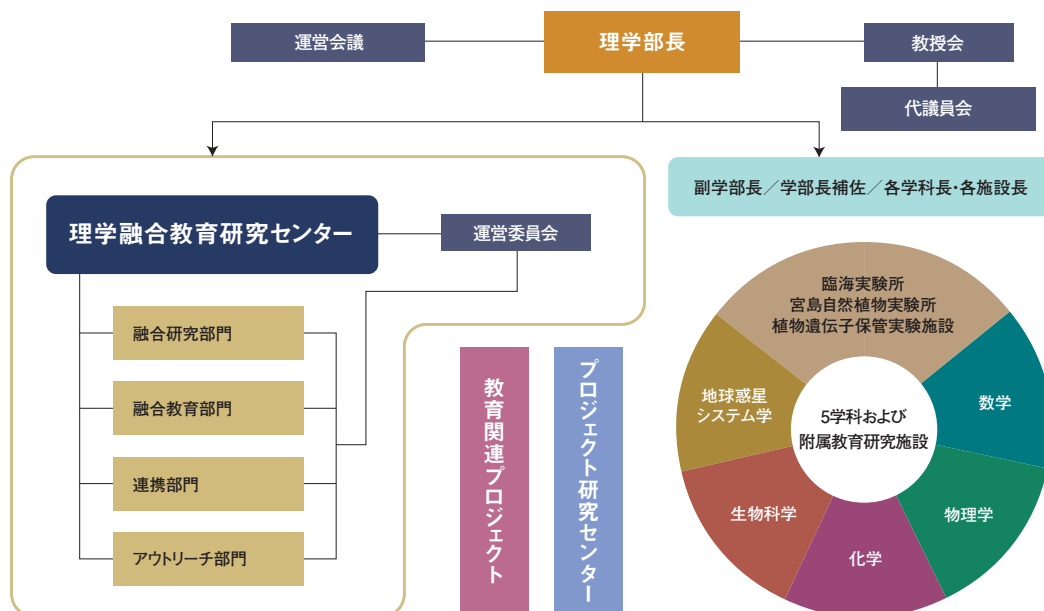 運営会議
理学部長
教授会
代議員会
副学部長／学部長補佐／各学科長・各施設長
理学融合教育研究センター
運営委員会
融合研究部門
融合教育部門
連携部門
アウトリーチ部門
教育関連プロジェクト
プロジェクト研究センター
臨海実験所
宮島自然植物実験所
植物遺伝子保管実験施設
地球惑星
システム学
数学
5学科および
附属教育研究施設
生物科学
物理学
化学